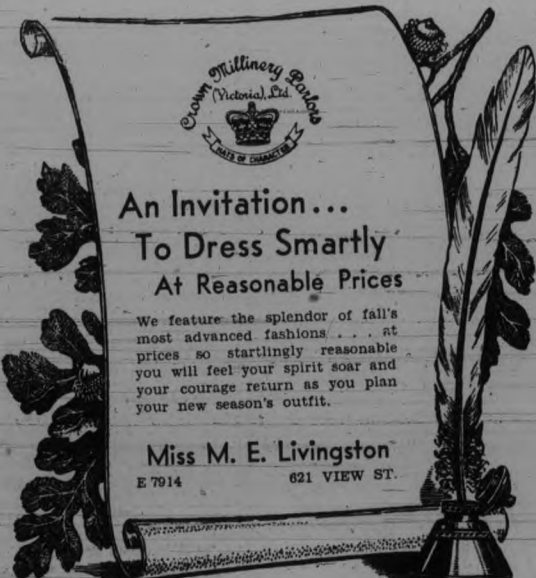 Crown Millinery Parlors
(Victoria), Ltd.
HATS OF CHARACTER
An Invitation...
To Dress Smartly
At Reasonable Prices
We feature the splendor of fall's
most advanced fashions . . . at
prices so startlingly reasonable
you will feel your spirit soar and
your courage return as you plan
your new season's outfit.
Miss M. E. Livingston
E 7914 621 VIEW ST.